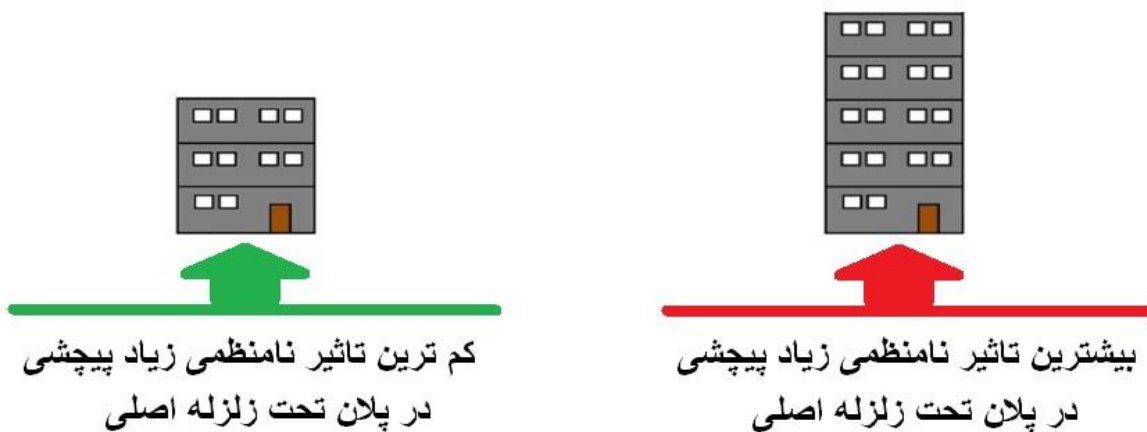 بیشترین تاثیر نامنظمی زیاد پیچشی
در پلان تحت زلزله اصلی
کم ترین تاثیر نامنظمی زیاد پیچشی
در پلان تحت زلزله اصلی